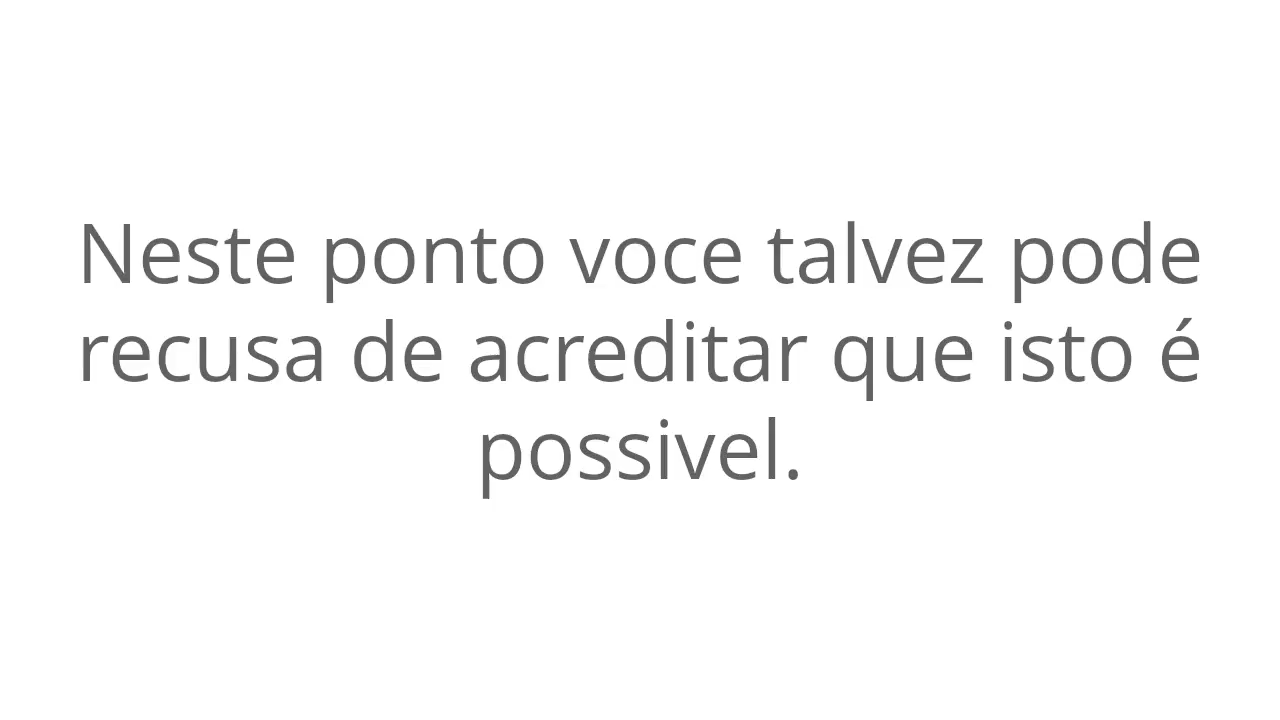 Neste ponto voce talvez pode
recusa de acreditar que isto é
possivel.